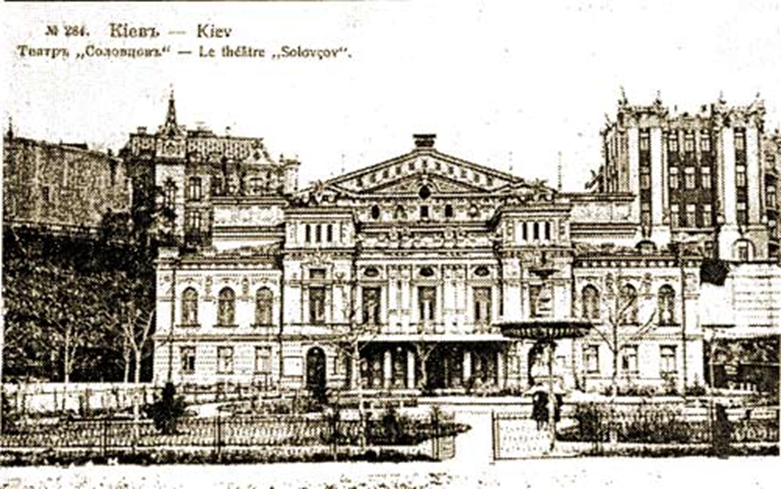 № 284. Кіевъ — Kiev
Театръ „Соловцовъ“ — Le théâtre „Solovçov“.